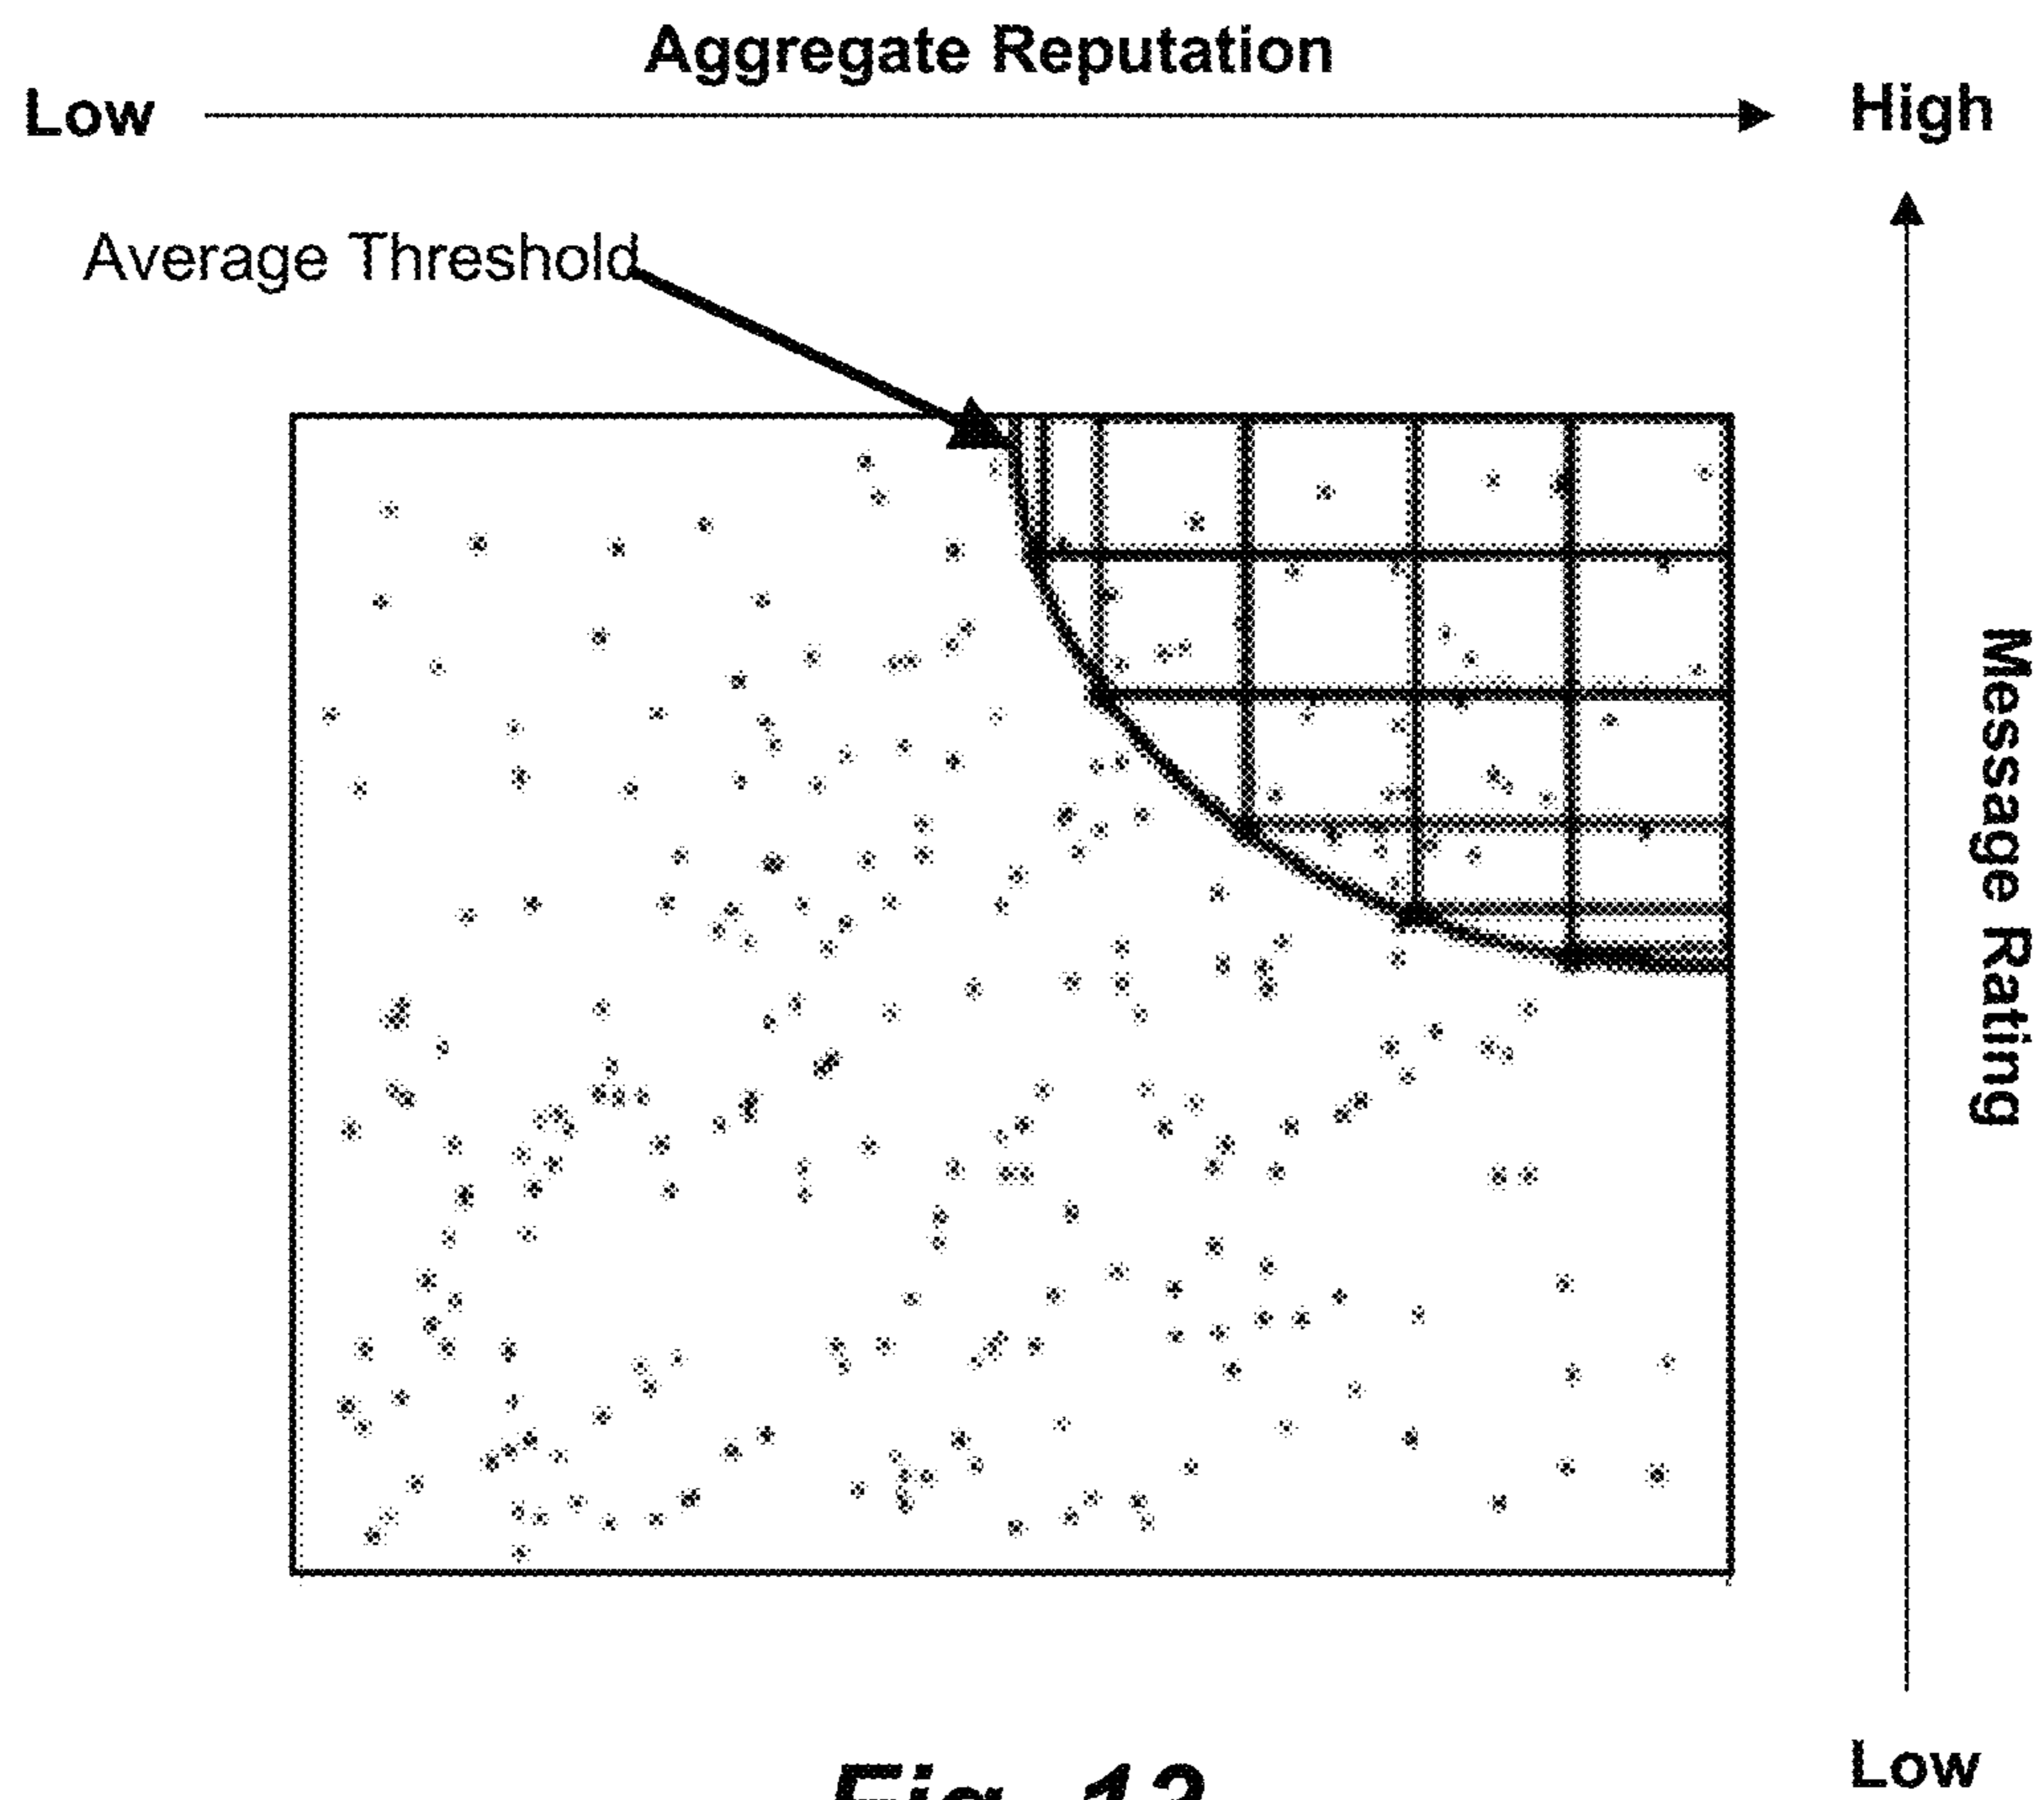 Aggregate Reputation
Low
High
Average Threshold
Message Rating
Low